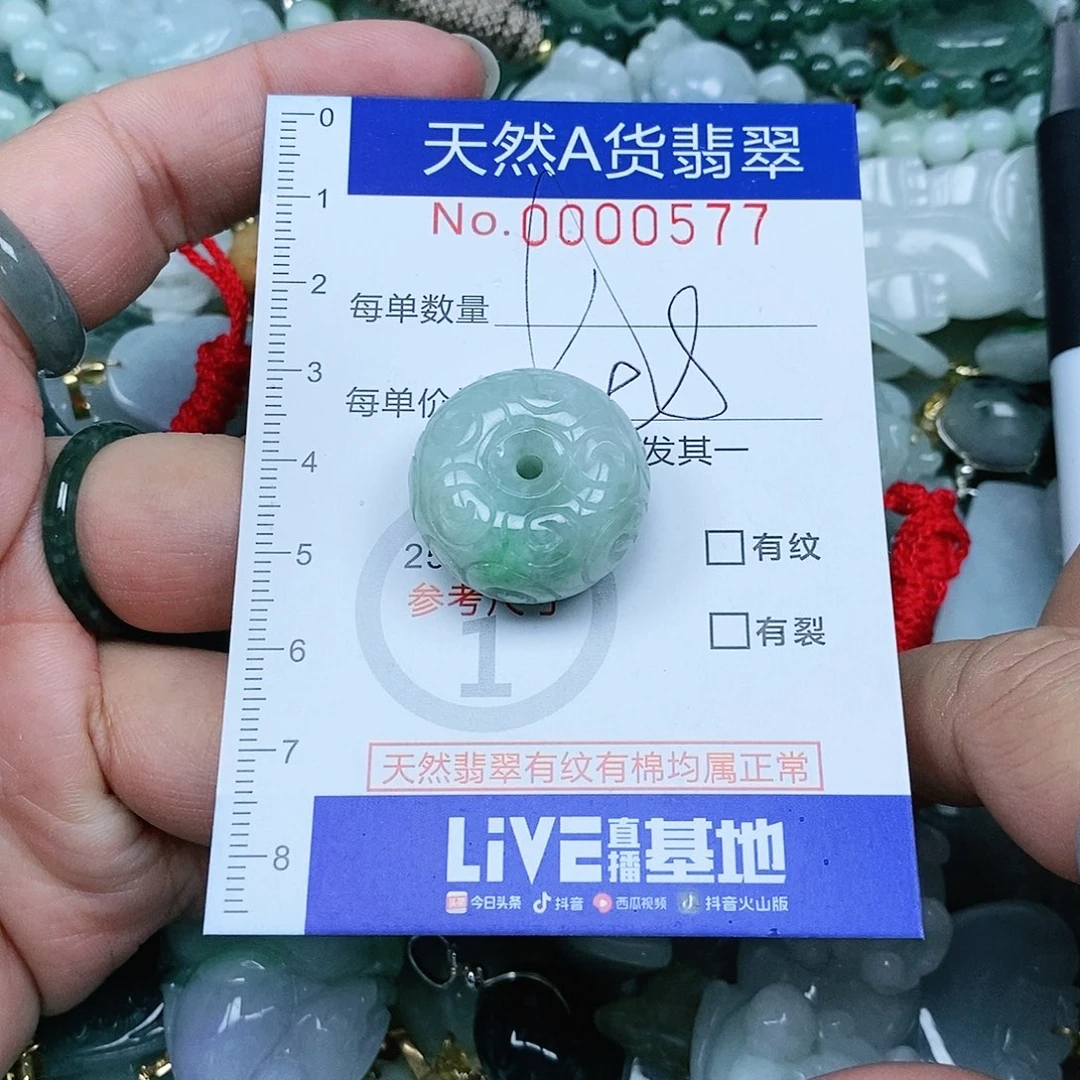 天然A货翡翠
No.0000577
每单数量
每单价
发其一
25
参考尺寸
1
有纹
有裂
天然翡翠有纹有棉均属正常
LiVE直播基地
头条 今日头条 抖音 西瓜视频 抖音火山版
0
1
2
3
4
5
6
7
8